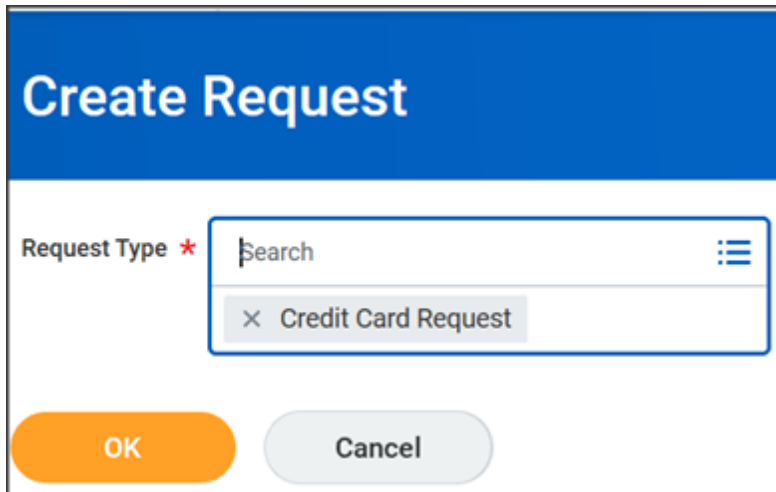 Create Request
Request Type *
Search
× Credit Card Request
OK
Cancel